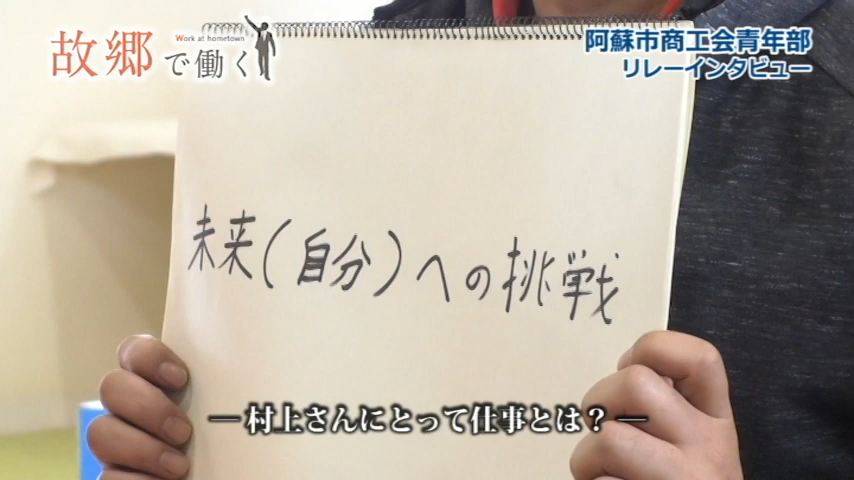 故郷で働く
Work at hometown
阿蘇市商工会青年部
リレーインタビュー
未来(自分)への挑戦
― 村上さんにとって仕事とは？ ―